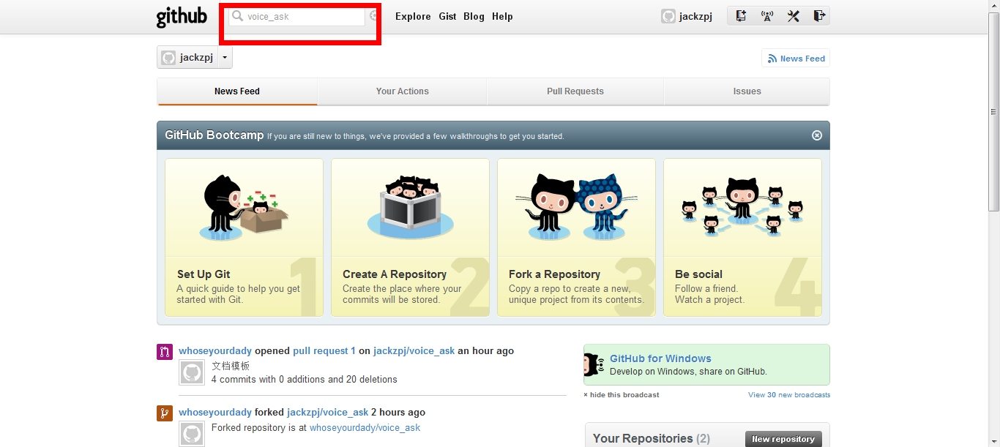 github
voice_ask
Explore Gist Blog Help
jackzpj
jackzpj
News Feed
News Feed
Your Actions
Pull Requests
Issues
GitHub Bootcamp If you are still new to things, we've provided a few walkthroughs to get you started.
1
Set Up Git
A quick guide to help you get
started with Git.
2
Create A Repository
Create the place where your
commits will be stored.
3
Fork a Repository
Copy a repo to create a new,
unique project from its contents.
4
Be social
Follow a friend.
Watch a project.
whoseyourdady opened pull request 1 on jackzpj/voice_ask an hour ago
文档模板
4 commits with 0 additions and 20 deletions
whoseyourdady forked jackzpj/voice_ask 2 hours ago
Forked repository is at whoseyourdady/voice_ask
GitHub for Windows
Develop on Windows, share on GitHub.
× hide this broadcast
View 30 new broadcasts
Your Repositories (2)
New repository